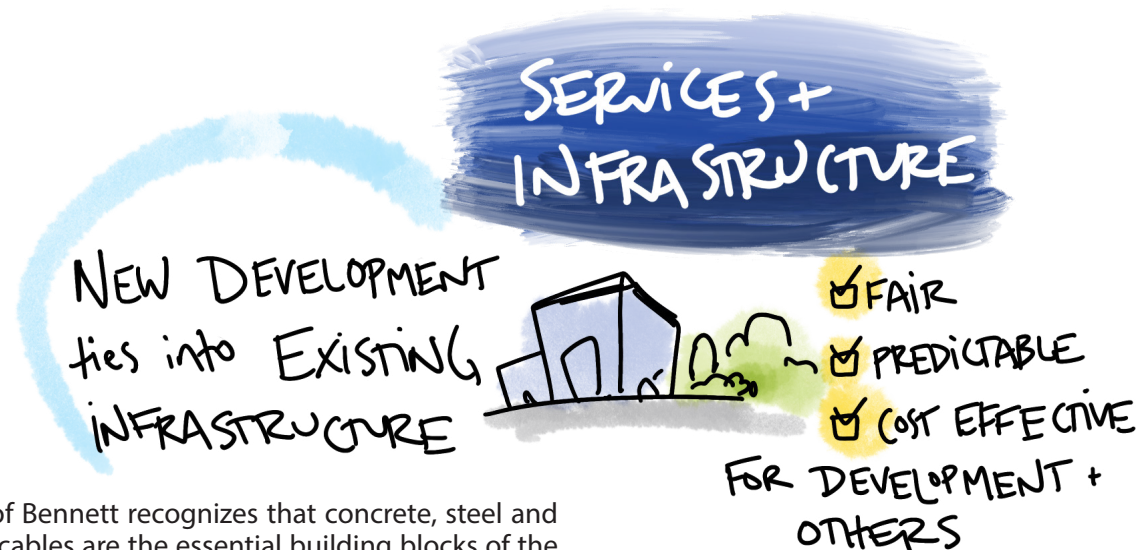 SERVICES +
INFRASTRUCTURE
NEW DEVELOPMENT
ties into EXISTING
INFRASTRUCTURE
FAIR
PREDICTABLE
COST EFFECTIVE
FOR DEVELOPMENT +
OTHERS
of Bennett recognizes that concrete, steel and
cables are the essential building blocks of the